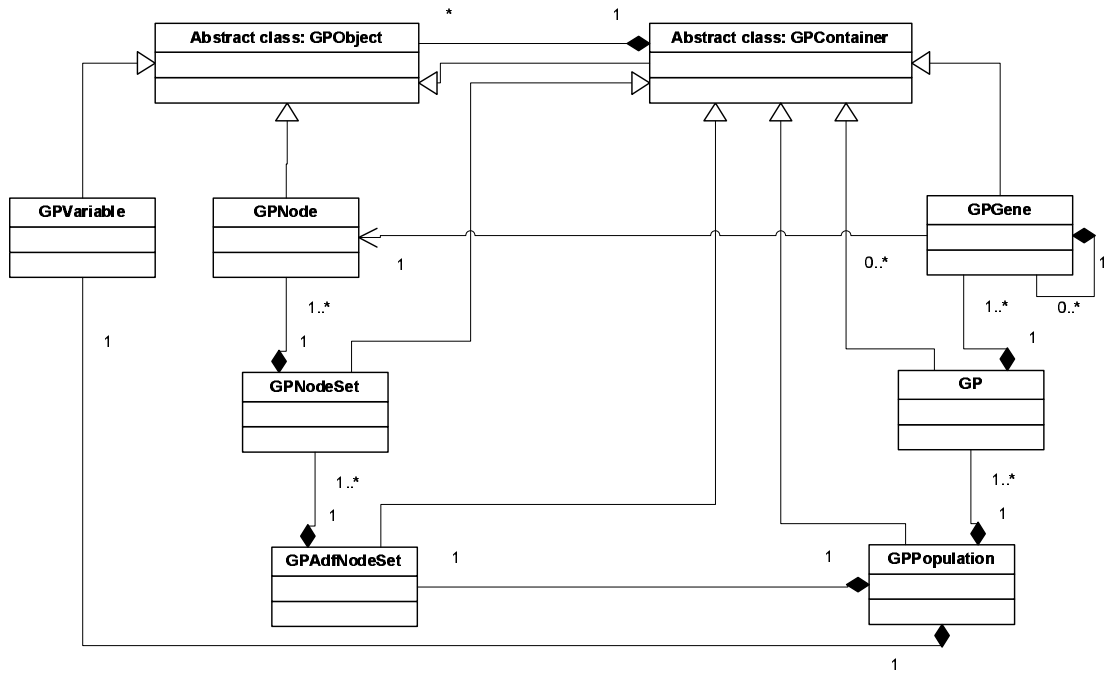 * 1
Abstract class: GPObject Abstract class: GPContainer
GPVariable GPNode GPGene
1 0..* 1
1..* 1..* 0..*
1 1 1
GPNodeSet GP
1..* 1..*
1 1
GPAdfNodeSet 1 1 GPPopulation
1